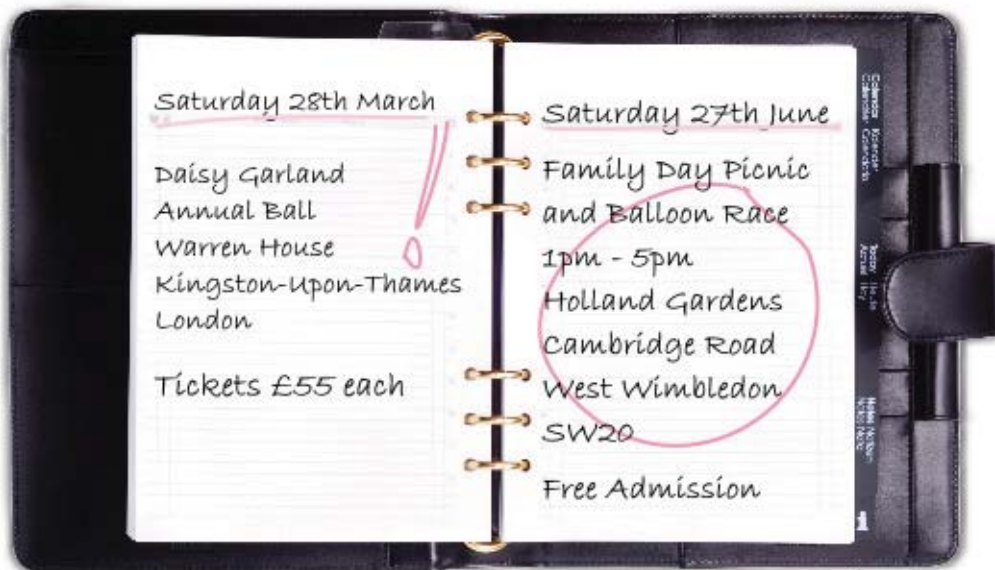 Saturday 28th March
Daisy Garland
Annual Ball
Warren House
Kingston-Upon-Thames
London
Tickets £55 each
Saturday 27th June
Family Day Picnic
and Balloon Race
1pm - 5pm
Holland Gardens
Cambridge Road
West Wimbledon
SW20
Free Admission